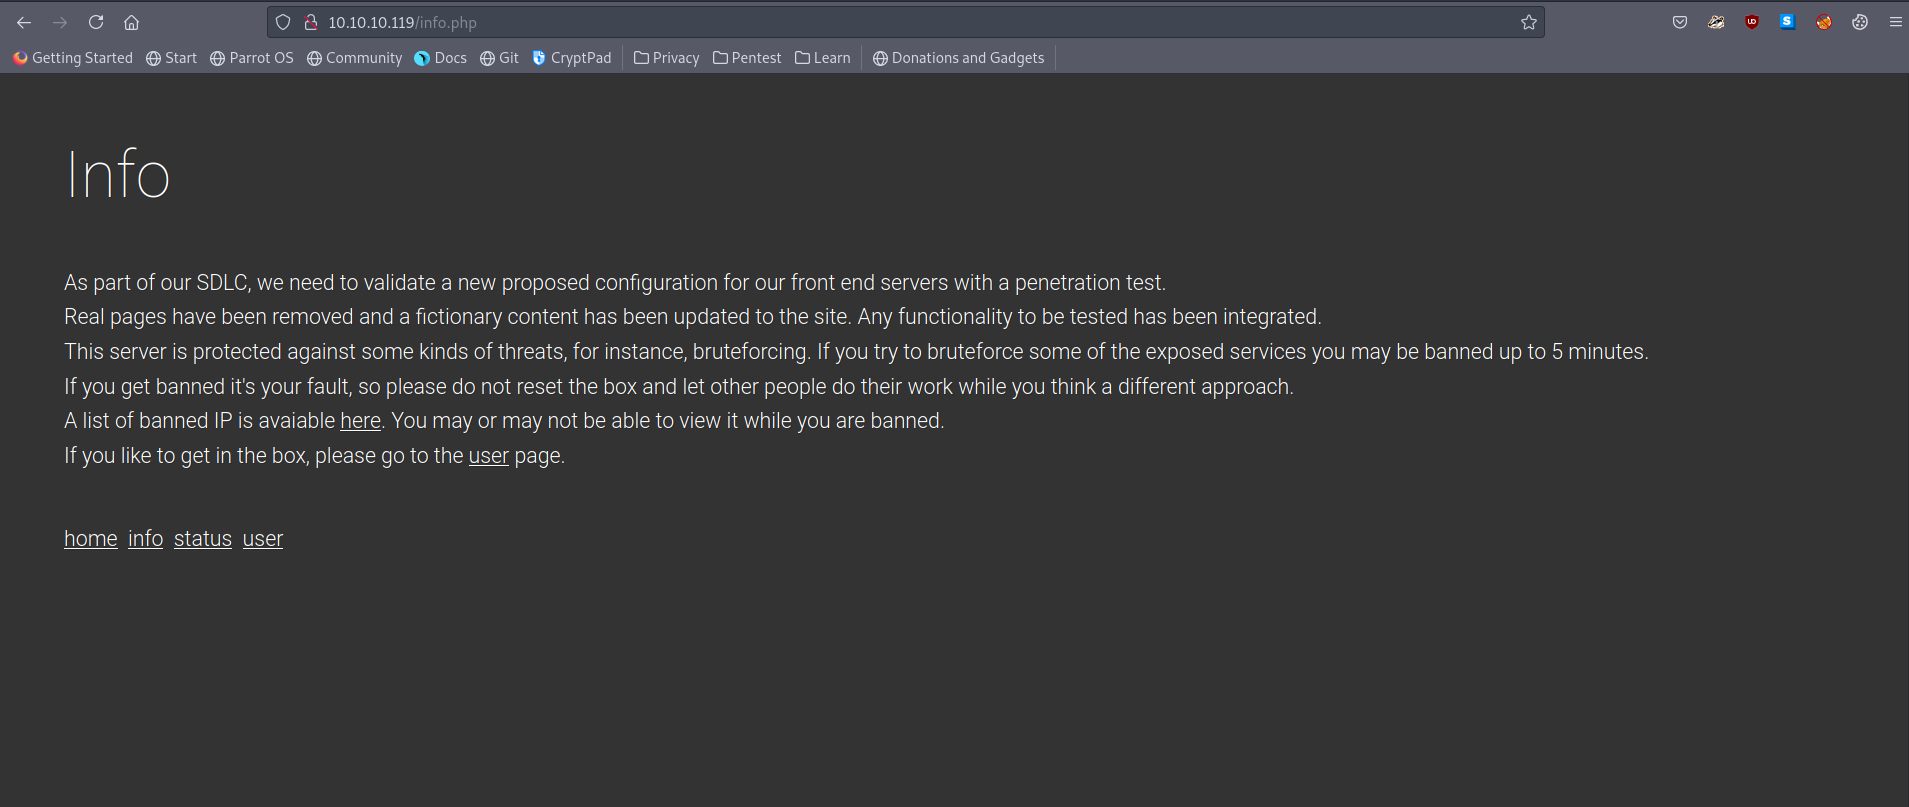 10.10.10.119/info.php
Getting Started Start Parrot OS Community Docs Git CryptPad Privacy Pentest Learn Donations and Gadgets
Info
As part of our SDLC, we need to validate a new proposed configuration for our front end servers with a penetration test.
Real pages have been removed and a fictionary content has been updated to the site. Any functionality to be tested has been integrated.
This server is protected against some kinds of threats, for instance, bruteforcing. If you try to bruteforce some of the exposed services you may be banned up to 5 minutes.
If you get banned it's your fault, so please do not reset the box and let other people do their work while you think a different approach.
A list of banned IP is avaiable here. You may or may not be able to view it while you are banned.
If you like to get in the box, please go to the user page.
home info status user